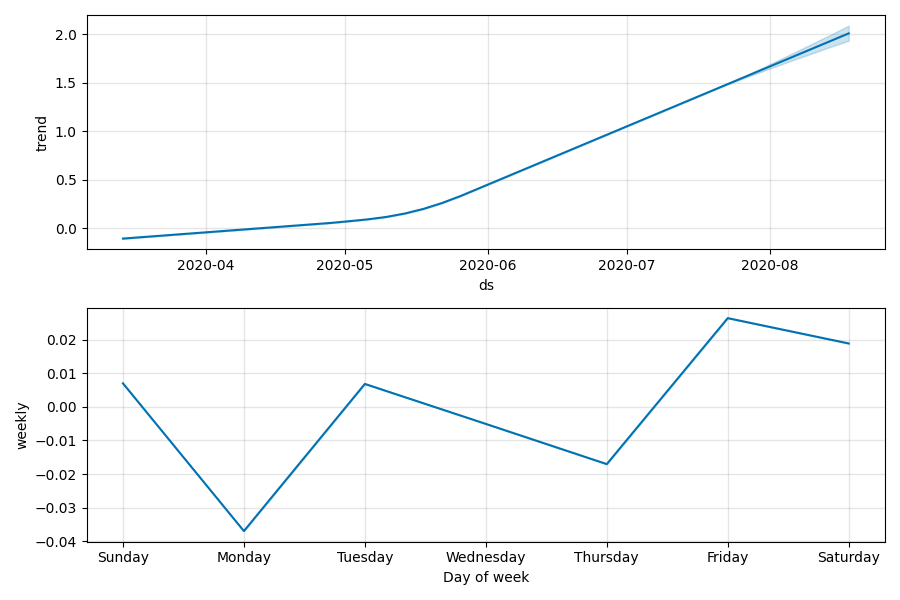 2.0
1.5
1.0
0.5
0.0
trend
2020-04 2020-05 2020-06 2020-07 2020-08
ds
0.02
0.01
0.00
−0.01
−0.02
−0.03
−0.04
weekly
Sunday Monday Tuesday Wednesday Thursday Friday Saturday
Day of week